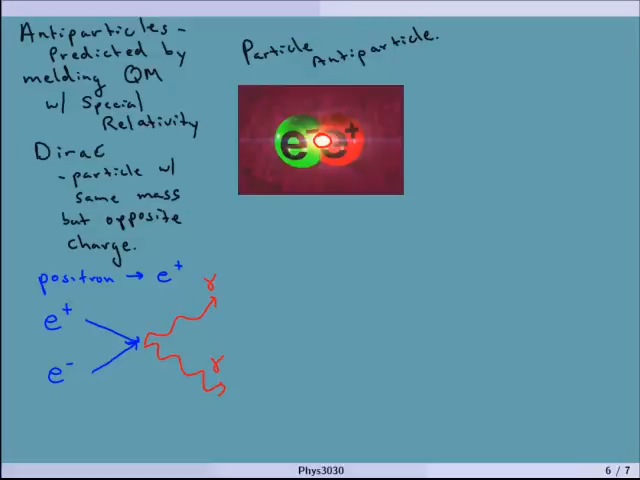 Antiparticles -
Predicted by
melding QM
w/ Special
Relativity
Dirac
- particle w/
same mass
but opposite
charge.
positron → e⁺
e⁺
e⁻
γ
γ
Particle Antiparticle.
e⁻ e⁺
Phys3030
6 / 7